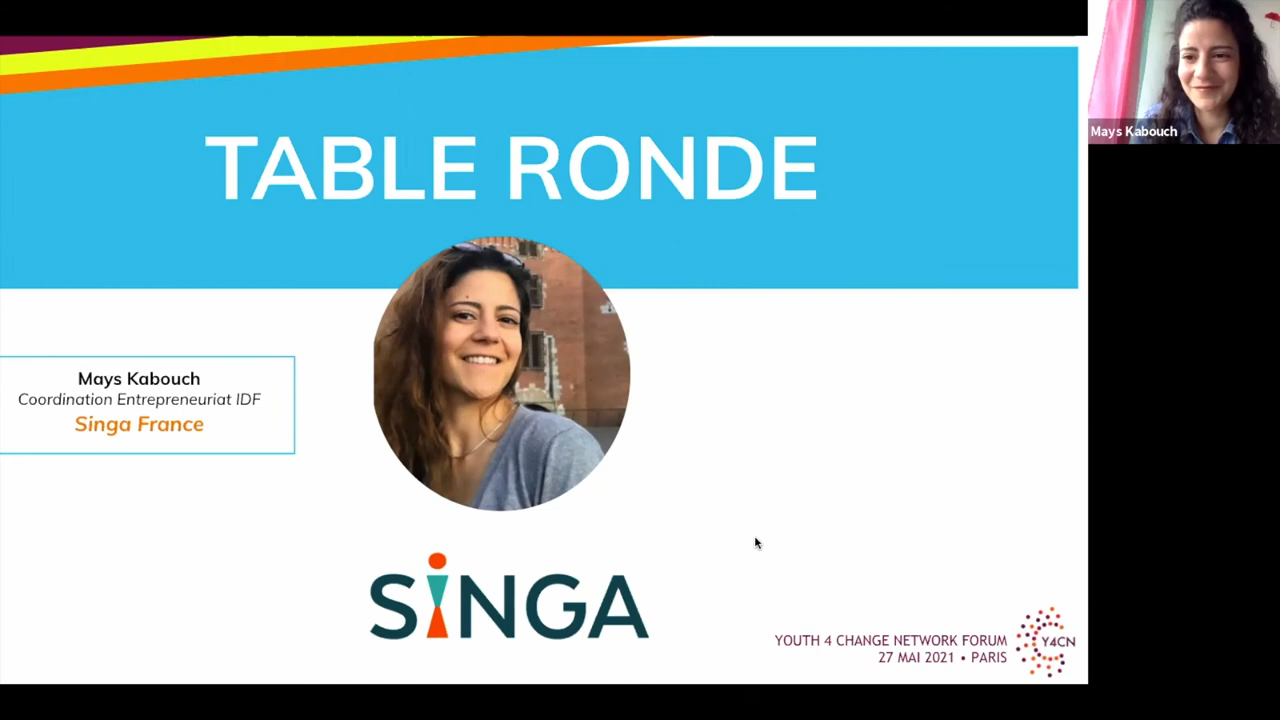 TABLE RONDE
Mays Kabouch
Mays Kabouch
Coordination Entrepreneuriat IDF
Singa France
SiNGA
YOUTH 4 CHANGE NETWORK FORUM
27 MAI 2021 • PARIS
Y4CN